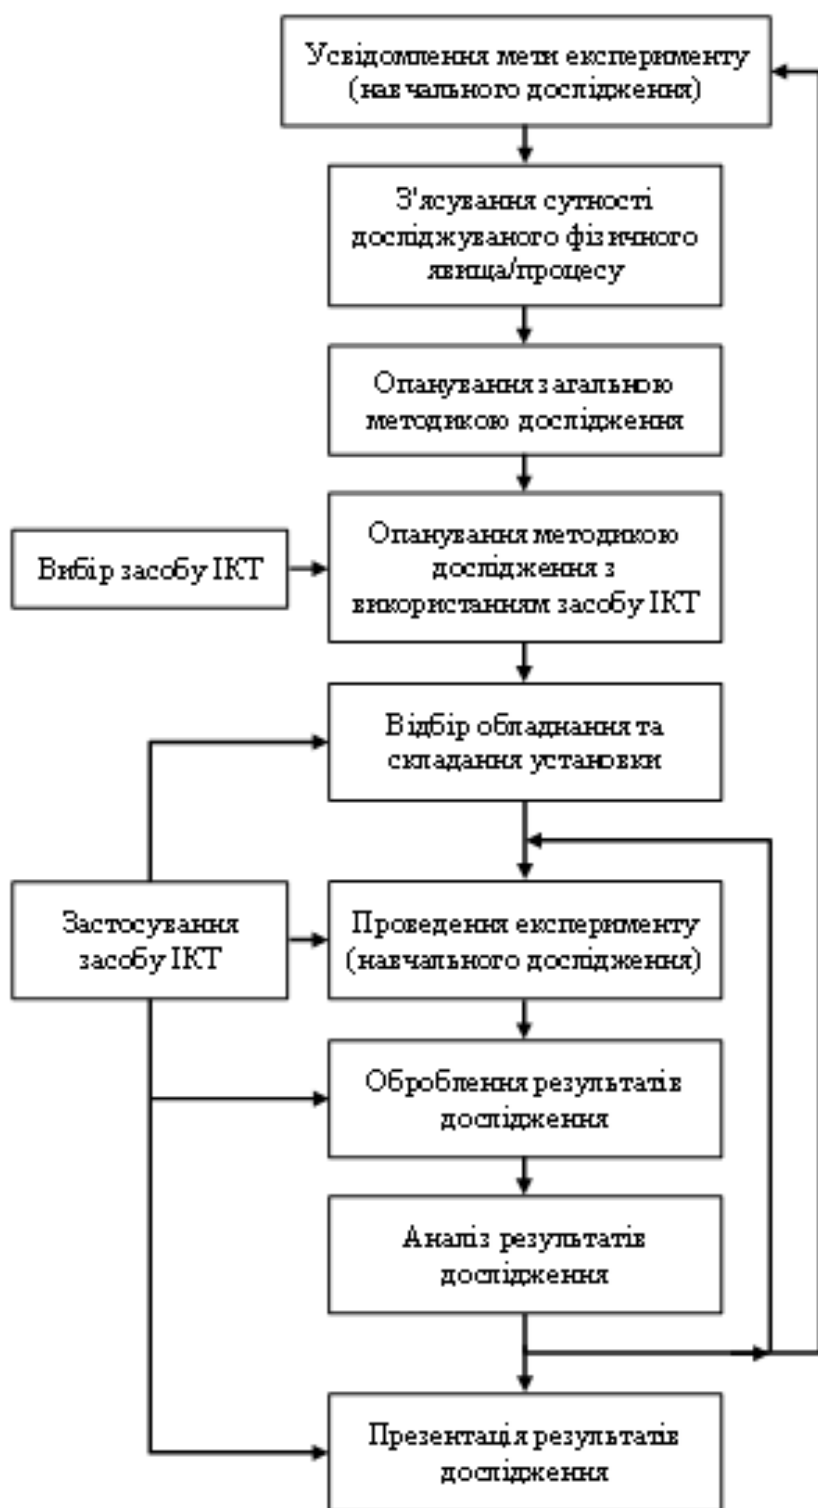 Усвідомлення мети експерименту
(навчального дослідження)
З'ясування сутності
досліджуваного фізичного
явища/процесу
Опанування загальною
методикою дослідження
Вибір засобу ІКТ
Опанування методикою
дослідження з
використанням засобу ІКТ
Відбір обладнання та
складання установки
Застосування
засобу ІКТ
Проведення експерименту
(навчального дослідження)
Оброблення результатів
дослідження
Аналіз результатів
дослідження
Презентація результатів
дослідження